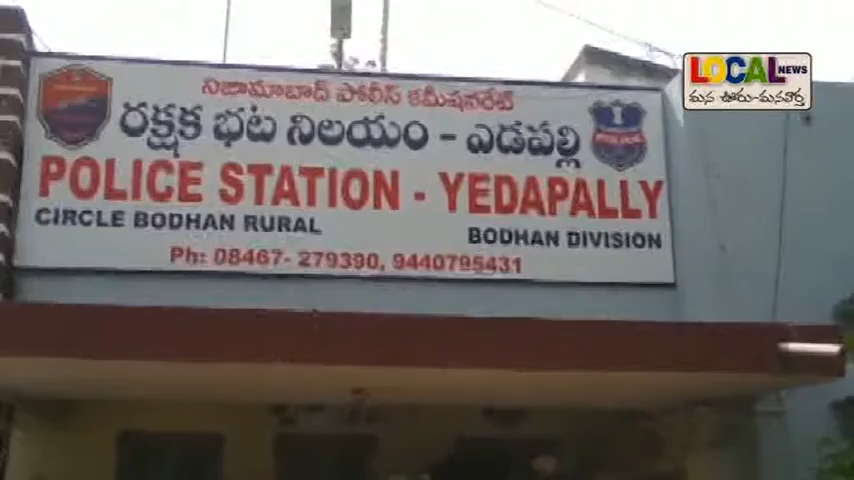 LOCAL NEWS
మన ఊరు-మనవార్త
నిజామాబాద్ పోలీస్ కమీషనరేట్
రక్షక భట నిలయం - ఎడపల్లి
POLICE STATION - YEDAPALLY
CIRCLE BODHAN RURAL
BODHAN DIVISION
Ph: 08467- 279390, 9440795431